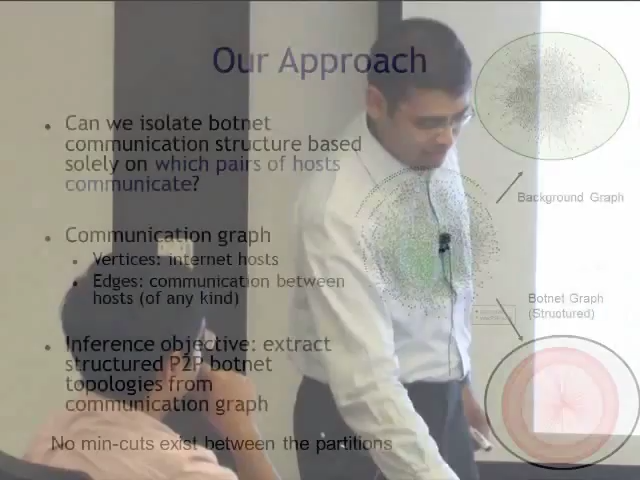 Our Approach
Can we isolate botnet
communication structure based
solely on which pairs of hosts
communicate?
Communication graph
Vertices: internet hosts
Edges: communication between
hosts (of any kind)
Inference objective: extract
structured P2P botnet
topologies from
communication graph
No min-cuts exist between the partitions
Background Graph
Botnet Graph
(Structured)